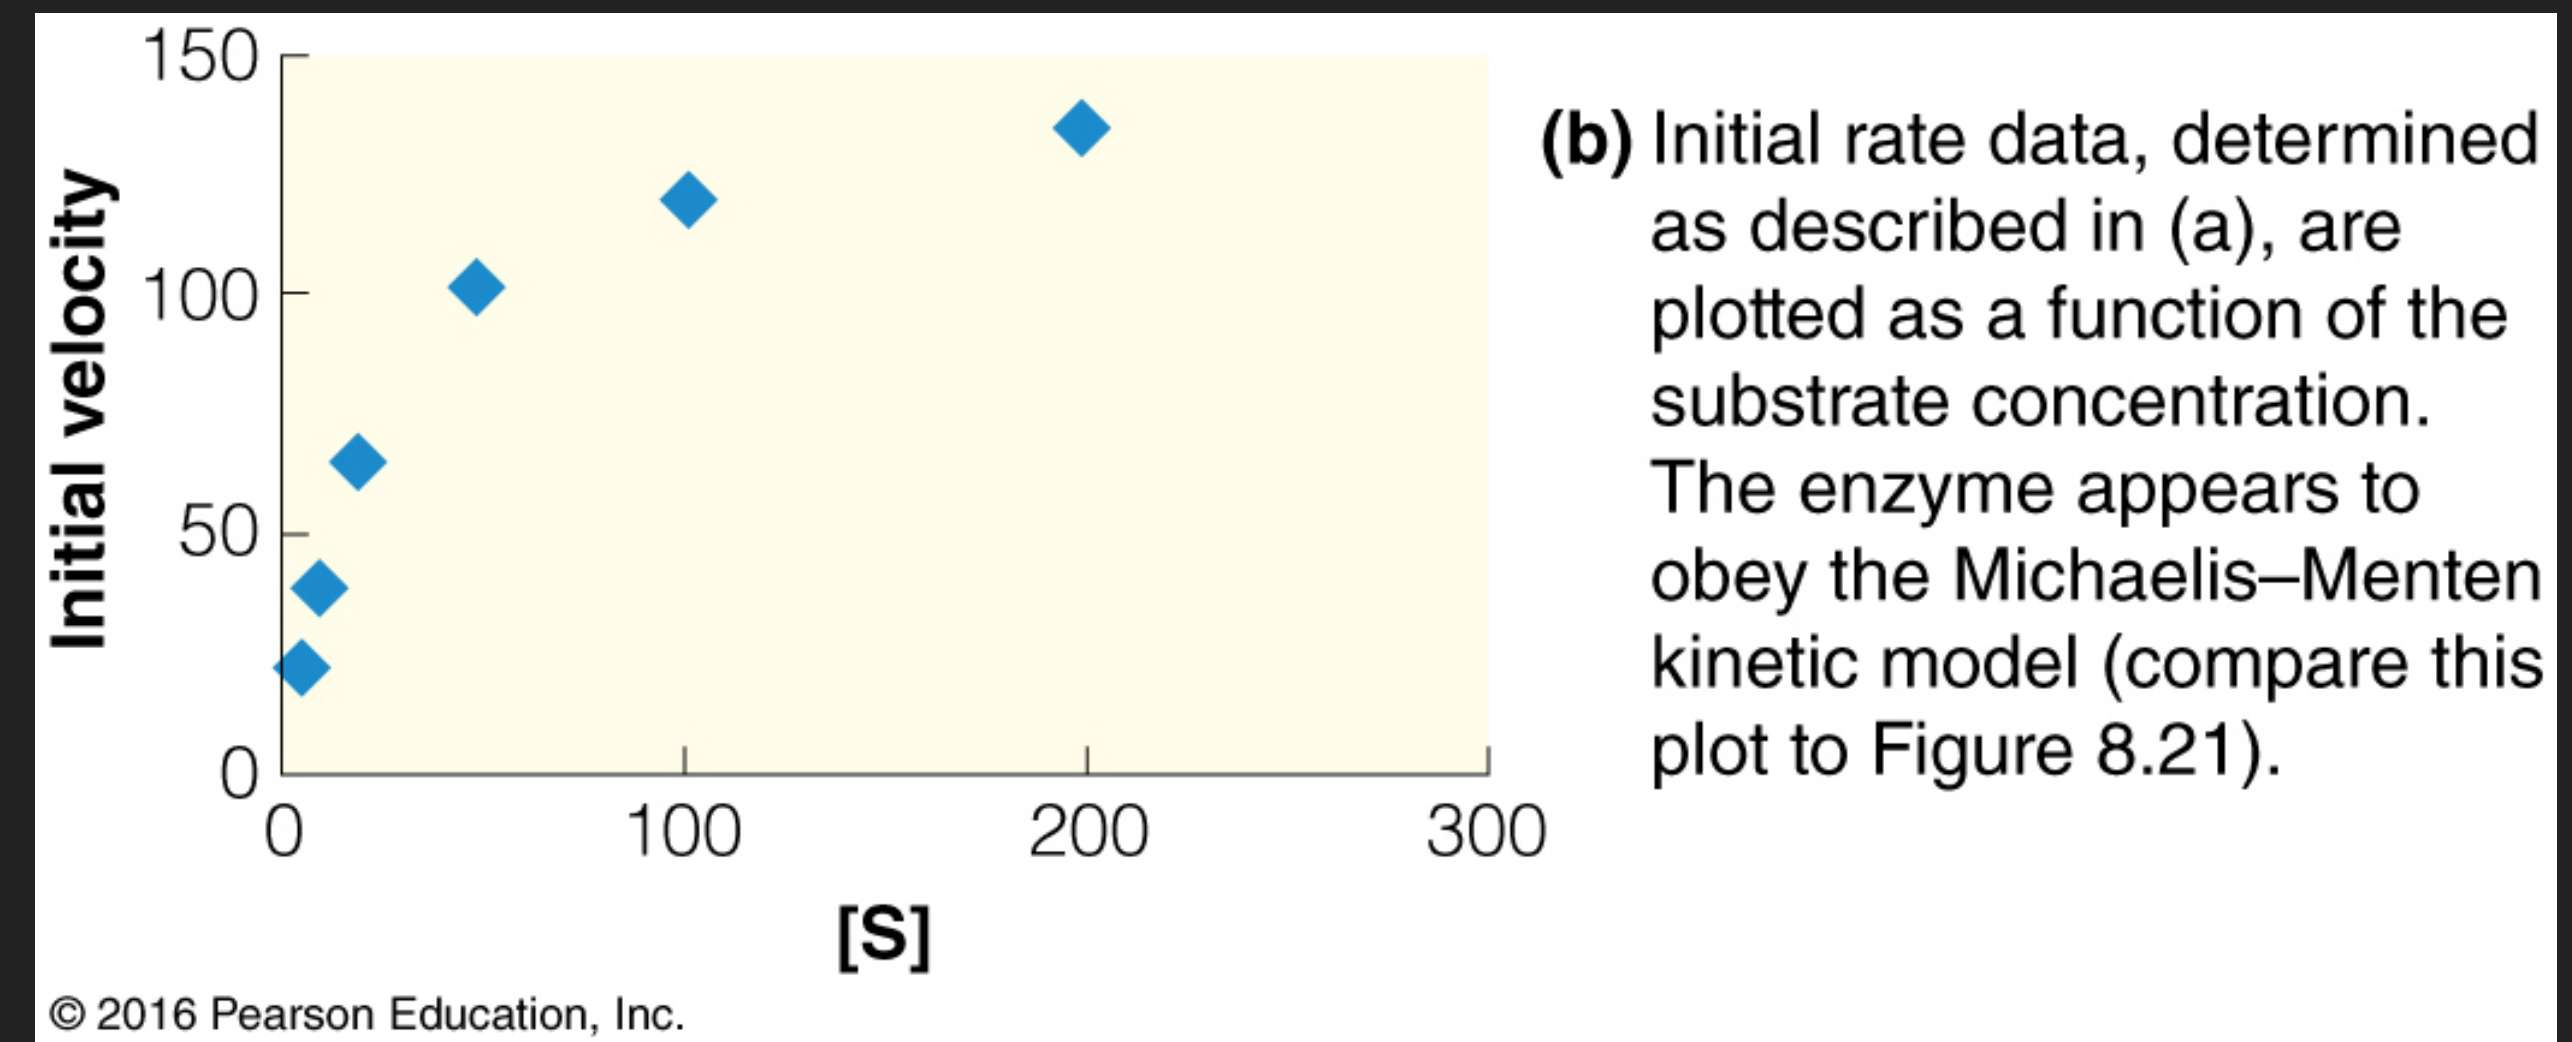 150
100
50
0
Initial velocity
0 100 200 300
[S]
(b) Initial rate data, determined
as described in (a), are
plotted as a function of the
substrate concentration.
The enzyme appears to
obey the Michaelis–Menten
kinetic model (compare this
plot to Figure 8.21).
© 2016 Pearson Education, Inc.